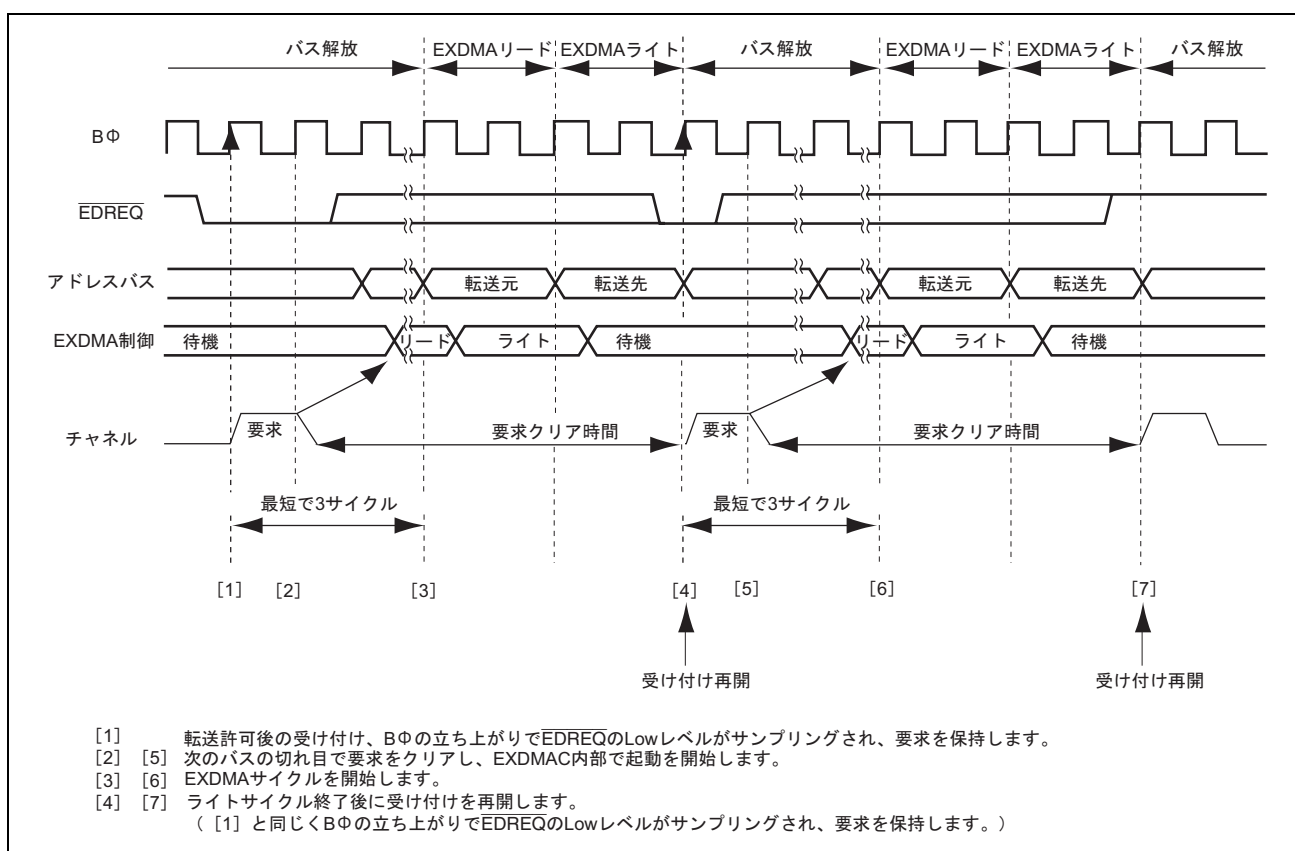 バス解放 EXDMAリード EXDMAライト バス解放 EXDMAリード EXDMAライト バス解放
BΦ
EDREQ
アドレスバス 転送元 転送先 転送元 転送先
EXDMA制御 待機 リード ライト 待機 リード ライト 待機
チャネル 要求 要求クリア時間 要求 要求クリア時間
最短で3サイクル 最短で3サイクル
[1] [2] [3] [4] [5] [6] [7]
受け付け再開 受け付け再開
[1] 転送許可後の受け付け、BΦの立ち上がりでEDREQのLowレベルがサンプリングされ、要求を保持します。
[2] [5] 次のバスの切れ目で要求をクリアし、EXDMAC内部で起動を開始します。
[3] [6] EXDMAサイクルを開始します。
[4] [7] ライトサイクル終了後に受け付けを再開します。
（［1］と同じくBΦの立ち上がりでEDREQのLowレベルがサンプリングされ、要求を保持します。）